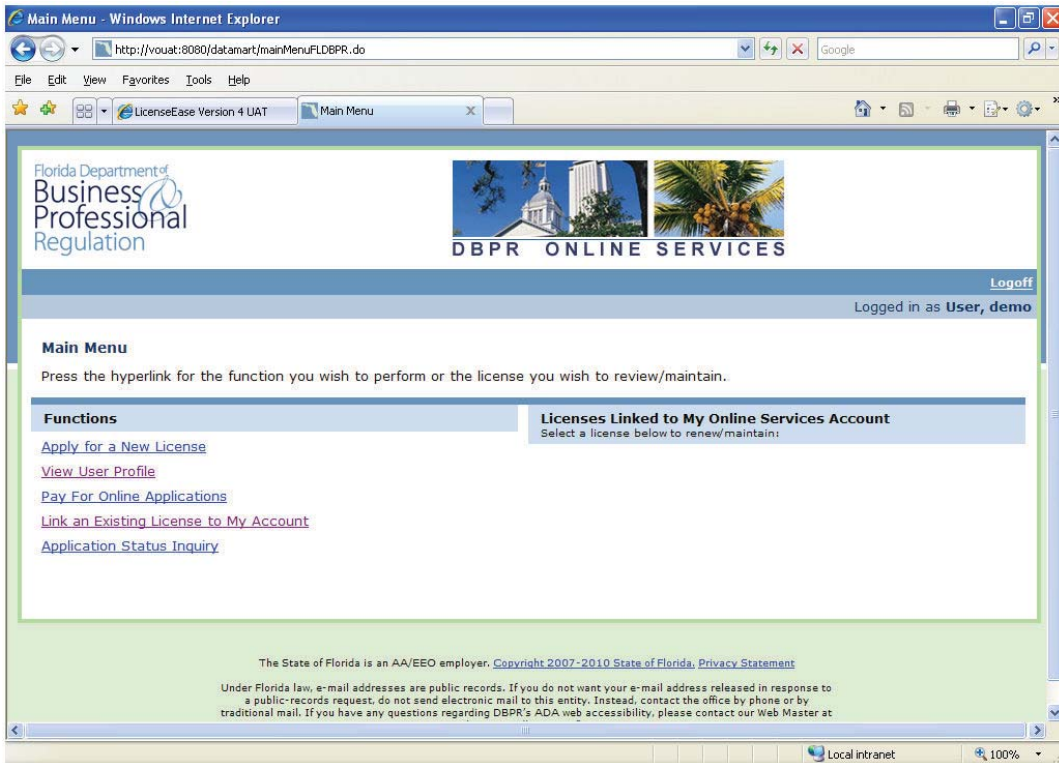 Main Menu - Windows Internet Explorer
http://vouat:8080/datamart/mainMenuFLDBPR.do
Google
File Edit View Favorites Tools Help
LicenseEase Version 4 UAT Main Menu
Florida Department of
Business &
Professional
Regulation
DBPR ONLINE SERVICES
Logoff
Logged in as User, demo
Main Menu
Press the hyperlink for the function you wish to perform or the license you wish to review/maintain.
Functions
Licenses Linked to My Online Services Account
Select a license below to renew/maintain:
Apply for a New License
View User Profile
Pay For Online Applications
Link an Existing License to My Account
Application Status Inquiry
The State of Florida is an AA/EEO employer. Copyright 2007-2010 State of Florida. Privacy Statement
Under Florida law, e-mail addresses are public records. If you do not want your e-mail address released in response to
a public-records request, do not send electronic mail to this entity. Instead, contact the office by phone or by
traditional mail. If you have any questions regarding DBPR's ADA web accessibility, please contact our Web Master at
Local intranet 100%